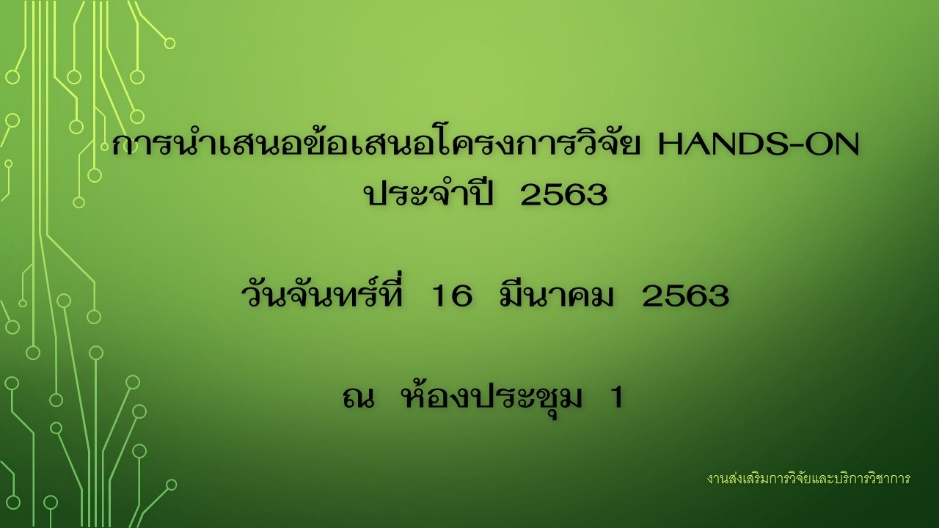 การนำเสนอข้อเสนอโครงการวิจัย HANDS-ON
ประจำปี 2563
วันจันทร์ที่ 16 มีนาคม 2563
ณ ห้องประชุม 1
งานส่งเสริมการวิจัยและบริการวิชาการ